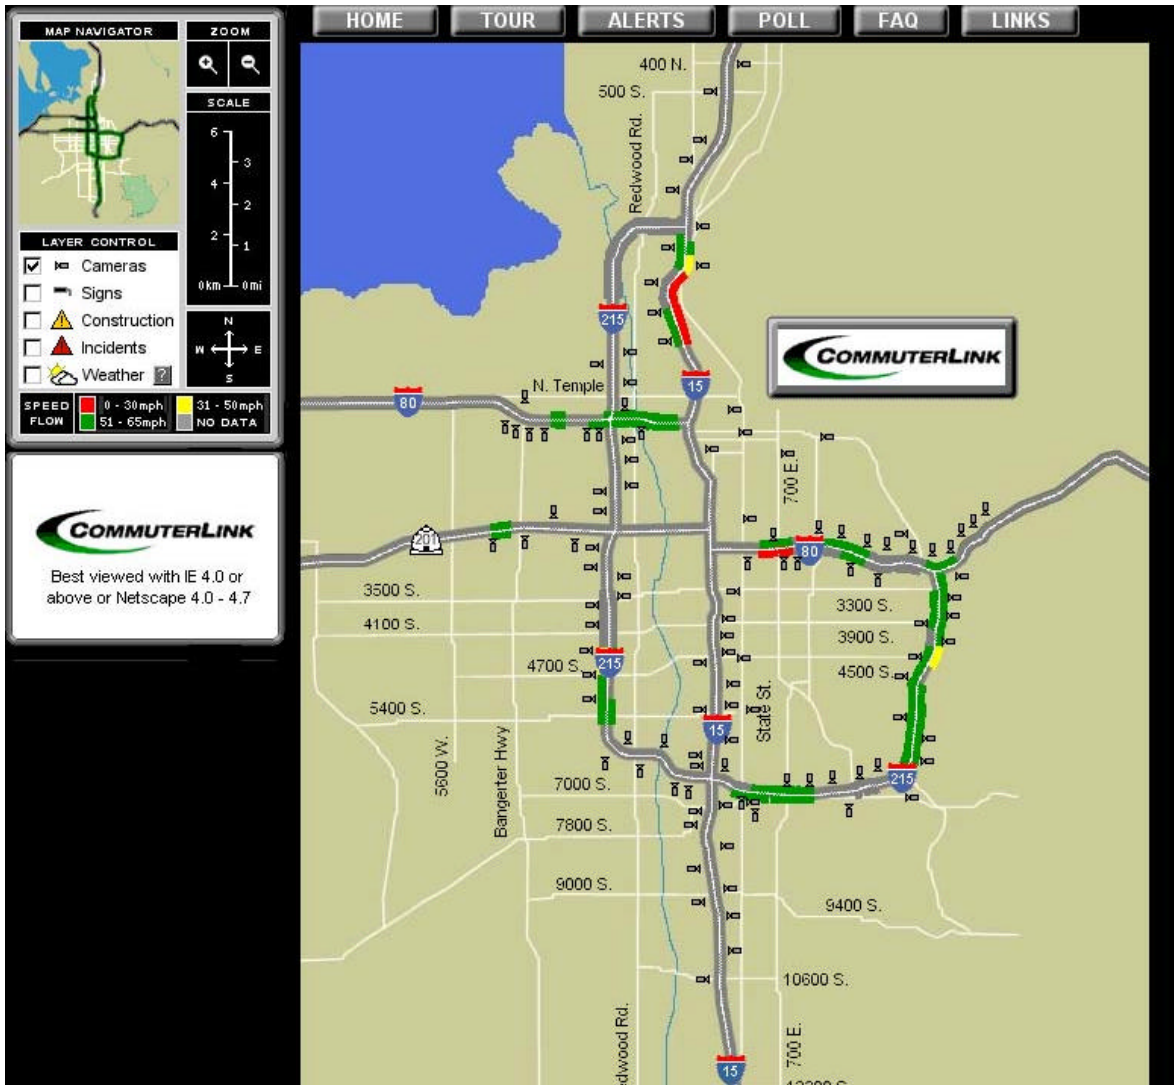 HOME TOUR ALERTS POLL FAQ LINKS
MAP NAVIGATOR
ZOOM
SCALE
6
3
4
2
2
1
0km 0mi
N
W E
S
LAYER CONTROL
Cameras
Signs
Construction
Incidents
Weather ?
SPEED FLOW
0 - 30mph
31 - 50mph
51 - 65mph
NO DATA
COMMUTERLINK
Best viewed with IE 4.0 or
above or Netscape 4.0 - 4.7
400 N.
500 S.
Redwood Rd.
215
COMMUTERLINK
N. Temple
15
80
700 E.
201
80
3500 S.
3300 S.
4100 S.
3900 S.
4700 S.
215
4500 S.
5400 S.
15
State St.
5600 W.
Bangerter Hwy
215
7000 S.
7800 S.
9000 S.
9400 S.
10600 S.
700 E.
15